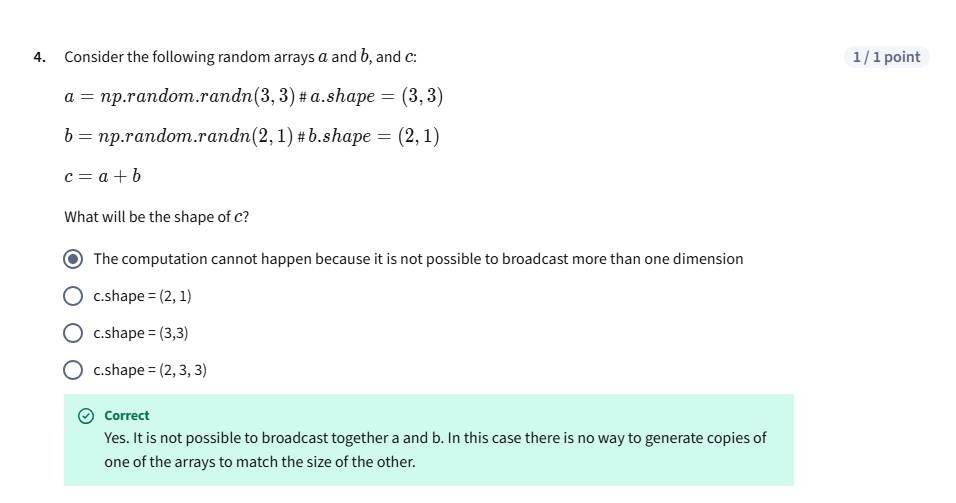 4. Consider the following random arrays a and b, and c:
1 / 1 point
a = np.random.randn(3, 3) # a.shape = (3, 3)
b = np.random.randn(2, 1) # b.shape = (2, 1)
c = a + b
What will be the shape of c?
The computation cannot happen because it is not possible to broadcast more than one dimension
c.shape = (2, 1)
c.shape = (3,3)
c.shape = (2, 3, 3)
Correct
Yes. It is not possible to broadcast together a and b. In this case there is no way to generate copies of
one of the arrays to match the size of the other.